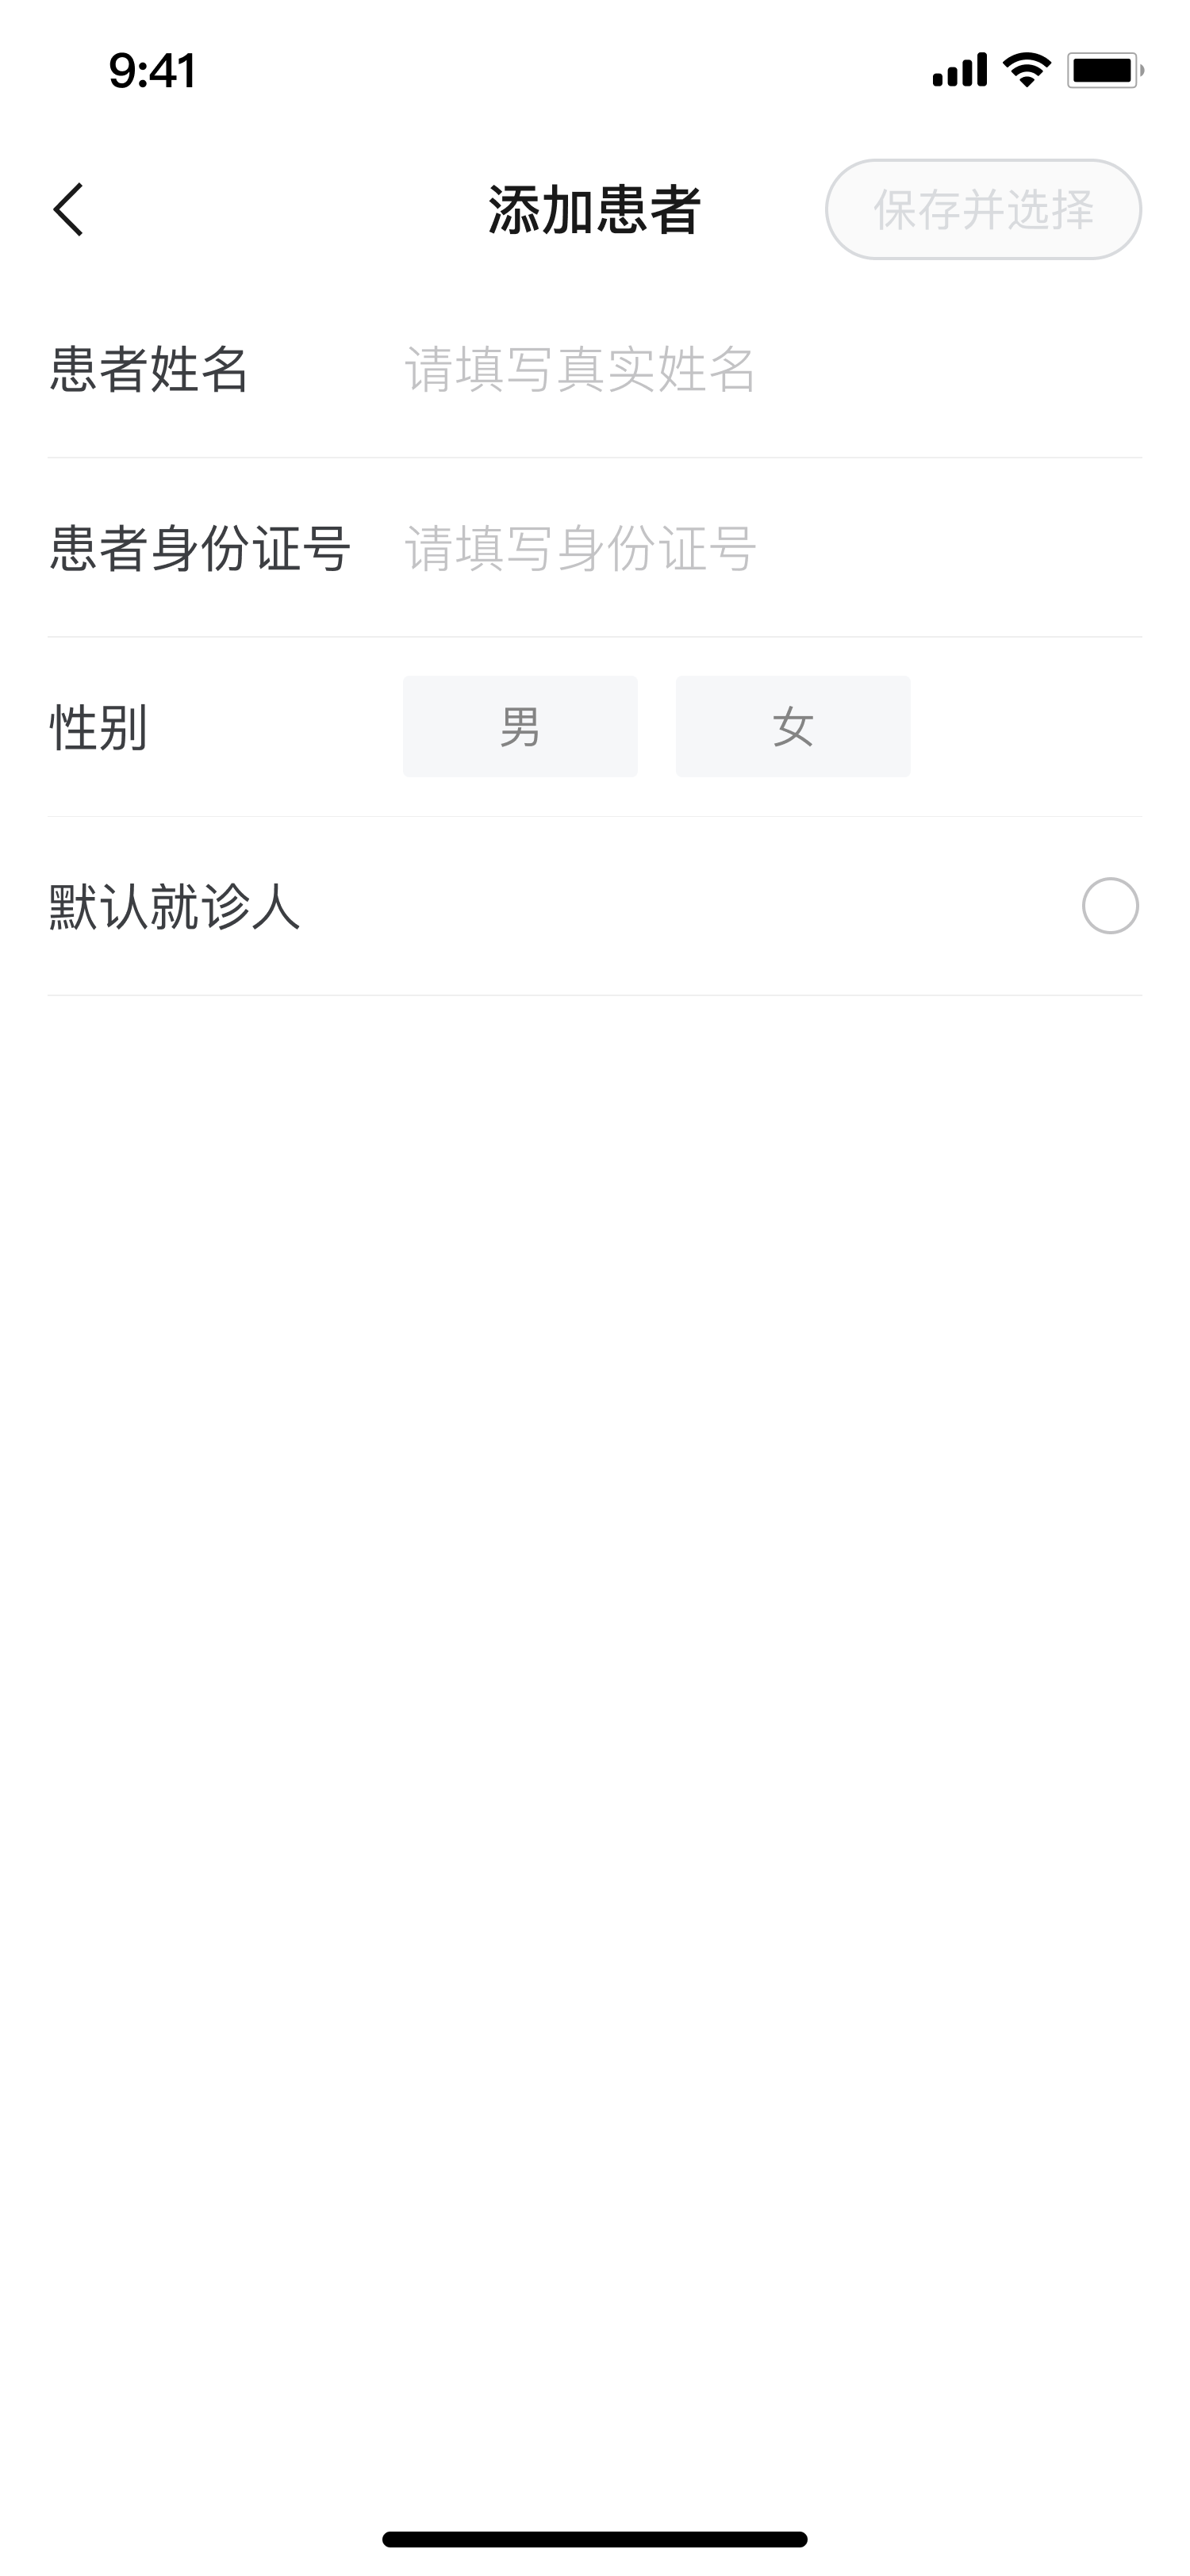 9:41
添加患者 保存并选择
患者姓名 请填写真实姓名
患者身份证号 请填写身份证号
性别 男 女
默认就诊人